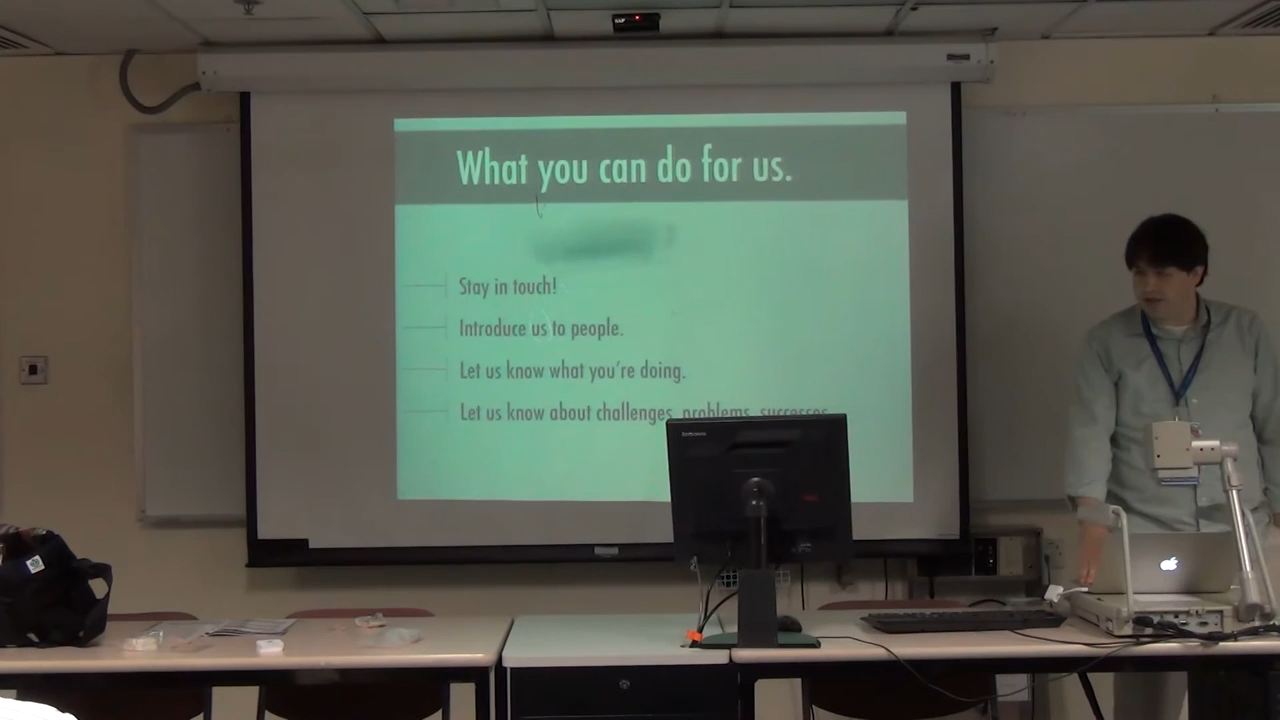 What you can do for us.
Stay in touch!
Introduce us to people.
Let us know what you're doing.
Let us know about challenges, problems, successes